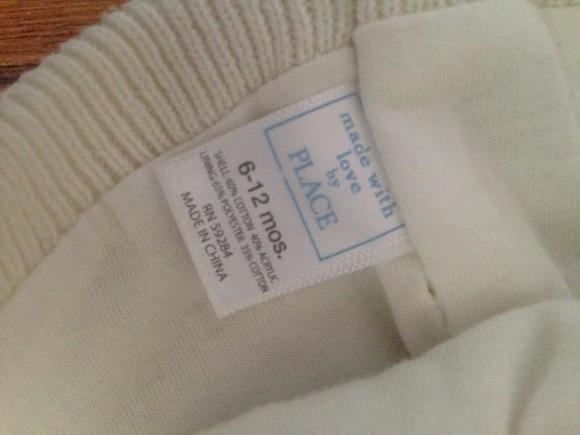 made with
love
by
PLACE
6-12 mos.
SHELL: 60% COTTON 40% ACRYLIC
LINING: 65% POLYESTER 35% COTTON
RN 59284
MADE IN CHINA